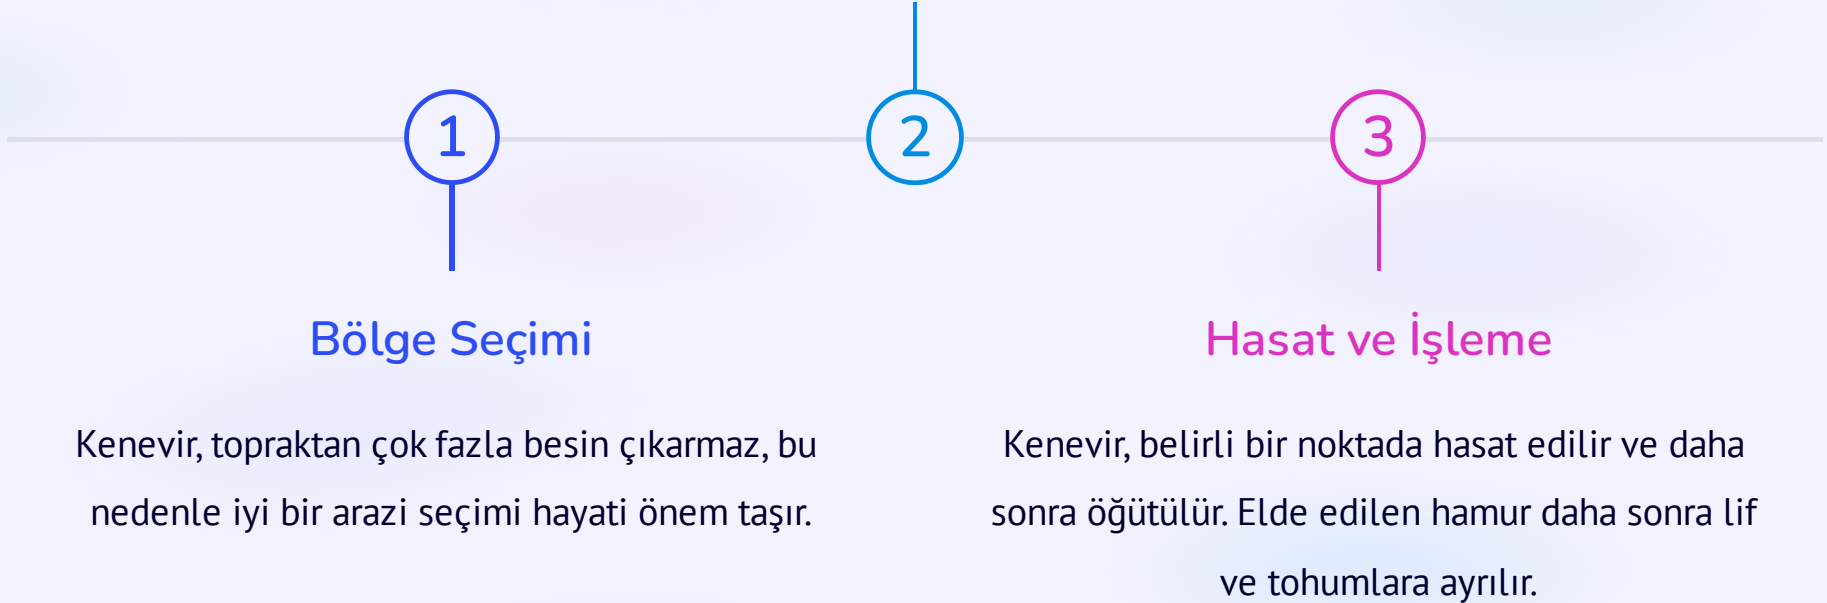 1
2
3
Bölge Seçimi
Kenevir, topraktan çok fazla besin çıkarmaz, bu
nedenle iyi bir arazi seçimi hayati önem taşır.
Hasat ve İşleme
Kenevir, belirli bir noktada hasat edilir ve daha
sonra öğütülür. Elde edilen hamur daha sonra lif
ve tohumlara ayrılır.